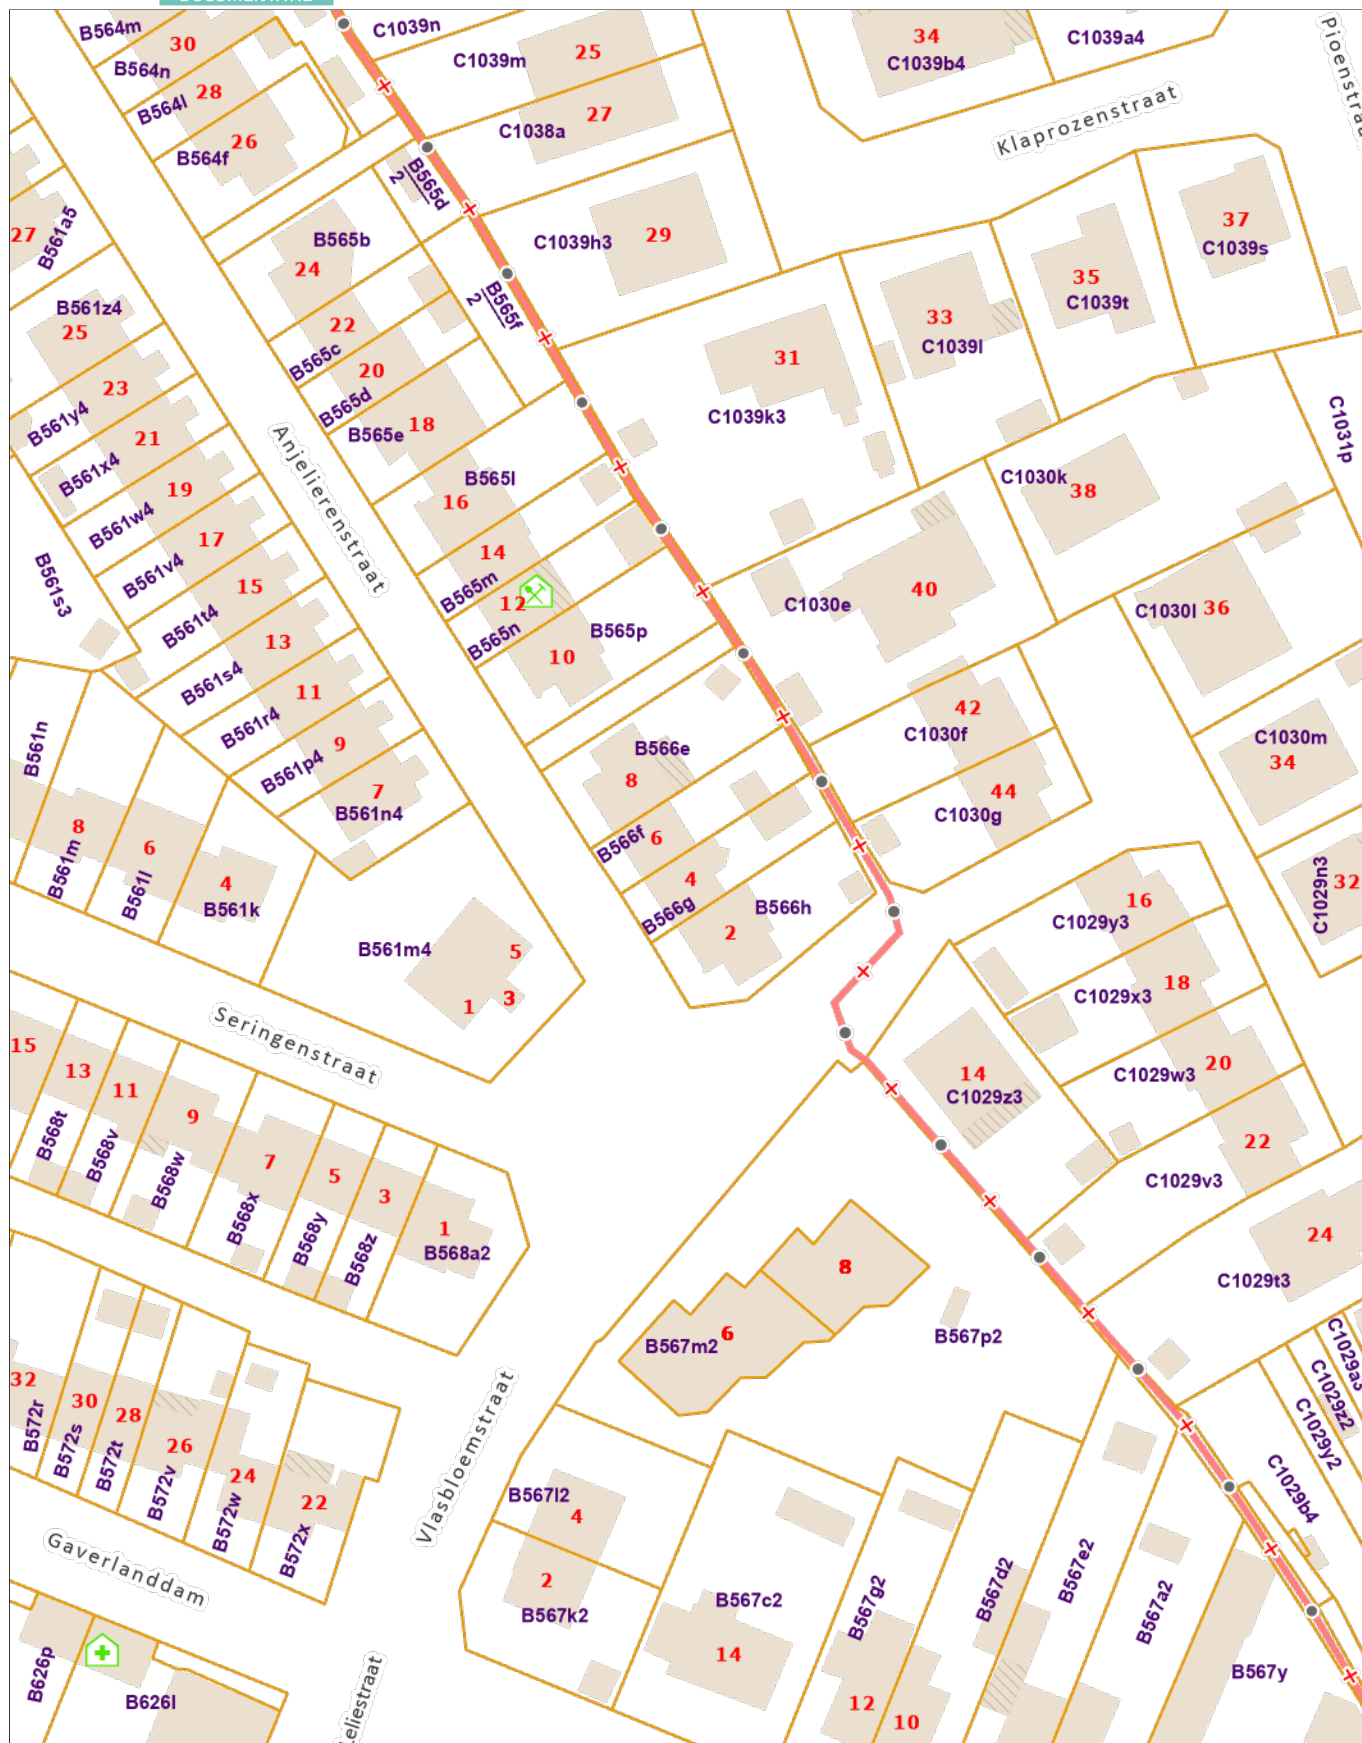 B564m
30
C1039n
25
C1039m
34
C1039b4
C1039a4
B564n
28
B564l
27
C1038a
Klaprozenstraat
26
B564f
B565d
2
27
B561a5
B565b
24
C1039h3
29
37
C1039s
35
C1039t
B561z4
25
22
B565c
B565f
2
33
C1039l
31
C1039k3
20
B565d
23
B561y4
18
B565e
21
B561x4
C1031p
Anjelierenstraat
B565l
16
C1030k
38
19
B561w4
17
B561v4
14
B565m
B561s3
15
B561t4
12
B565n
B565p
10
C1030e
40
C1030l
36
13
B561s4
11
B561r4
42
C1030f
C1030m
34
B561n
9
B561p4
B566e
8
7
B561n4
44
C1030g
8
B561m
6
B561l
B566f
6
4
B561k
4
B566g
B566h
2
32
C1029n3
16
C1029y3
B561m4
5
3
1
18
C1029x3
Seringenstraat
15
13
11
9
20
C1029w3
14
C1029z3
B568t
B568v
B568w
7
5
3
22
C1029v3
B568x
B568y
B568z
1
B568a2
24
C1029t3
8
B567m2
6
B567p2
C1029a3
C1029z2
C1029y2
C1029b4
32
B572r
30
B572s
28
B572t
26
B572v
24
B572w
22
B572x
Vlasbloemstraat
B567l2
4
Gaverlanddam
2
B567k2
B567c2
14
B567g2
B567d2
B567e2
B567a2
B567y
B626p
B626l
12
10